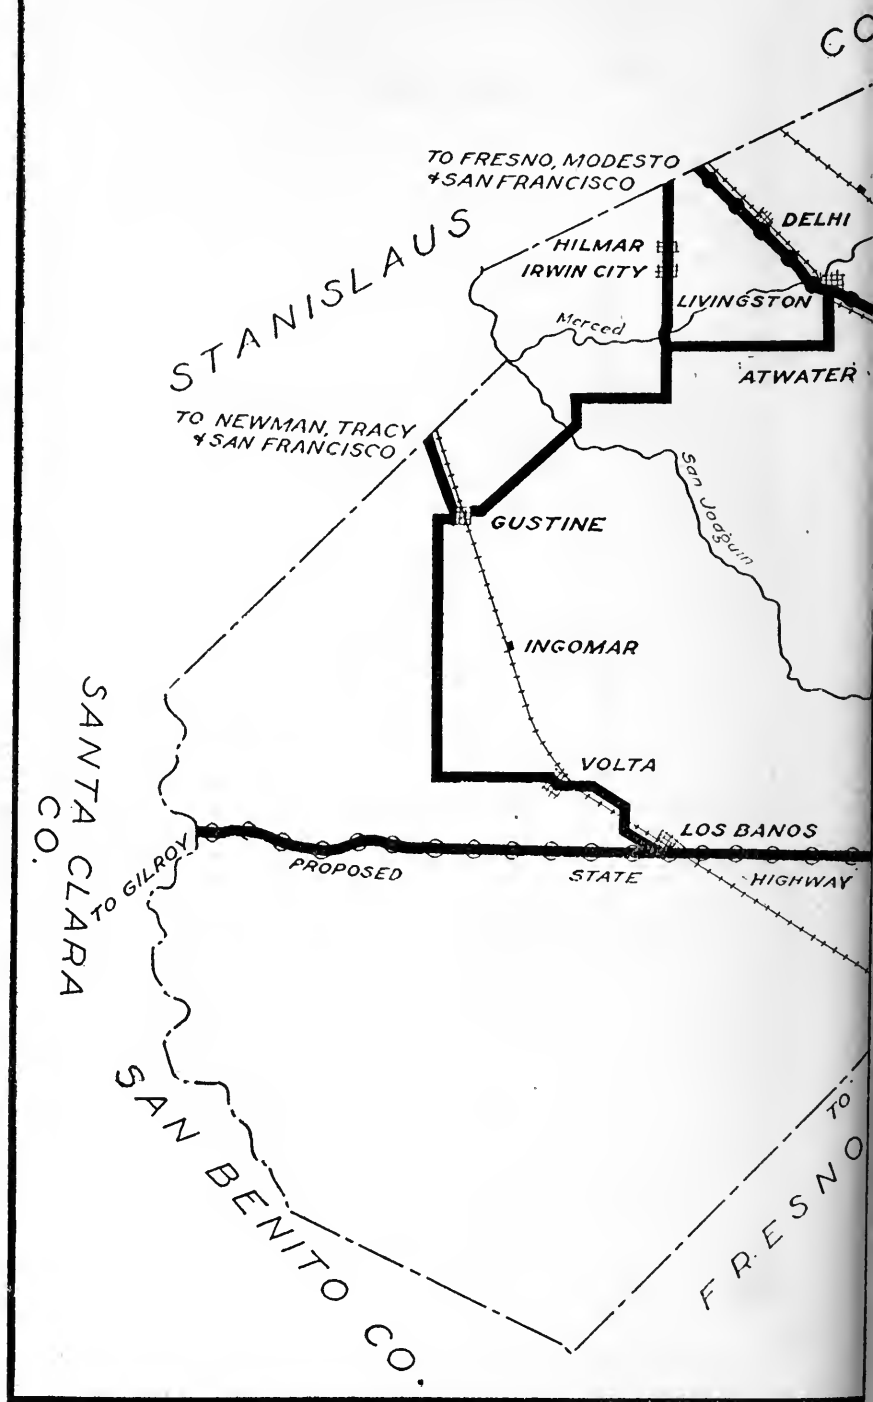 CO
TO FRESNO, MODESTO
& SAN FRANCISCO
STANISLAUS
DELHI
HILMAR
IRWIN CITY
LIVINGSTON
Merced
ATWATER
TO NEWMAN, TRACY
& SAN FRANCISCO
San Joaquin
GUSTINE
INGOMAR
SANTA CLARA
CO.
VOLTA
LOS BANOS
TO GILROY
PROPOSED STATE HIGHWAY
TO
FRESNO
SAN BENITO CO.